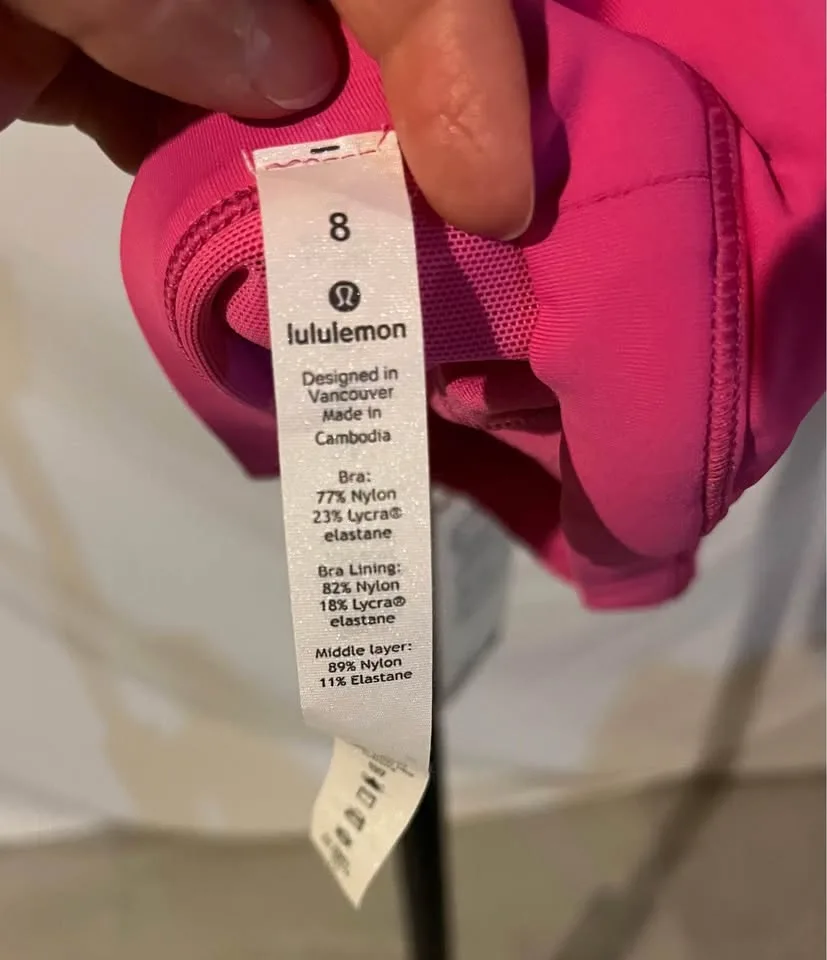 8
lululemon
Designed in
Vancouver
Made in
Cambodia
Bra:
77% Nylon
23% Lycra®
elastane
Bra Lining:
82% Nylon
18% Lycra®
elastane
Middle layer:
89% Nylon
11% Elastane